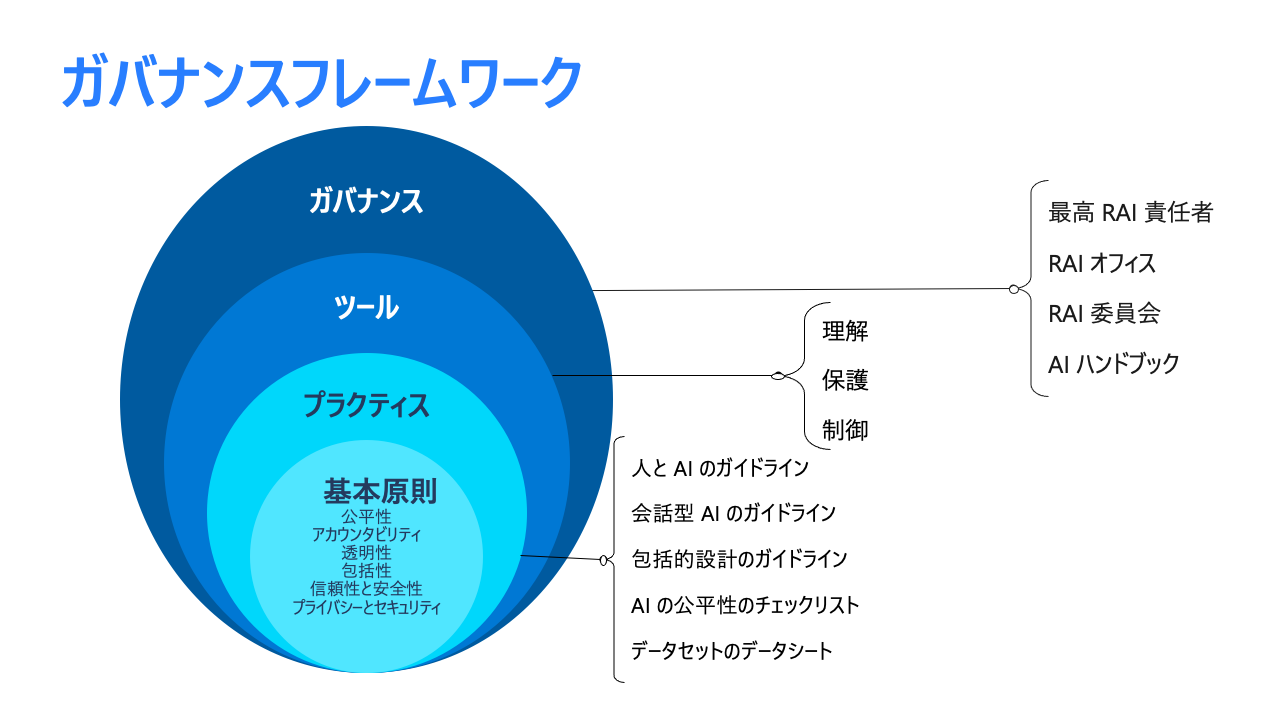 ガバナンスフレームワーク
ガバナンス
ツール
プラクティス
基本原則
公平性
アカウンタビリティ
透明性
包括性
信頼性と安全性
プライバシーとセキュリティ
最高 RAI 責任者
RAI オフィス
RAI 委員会
AI ハンドブック
理解
保護
制御
人と AI のガイドライン
会話型 AI のガイドライン
包括的設計のガイドライン
AI の公平性のチェックリスト
データセットのデータシート